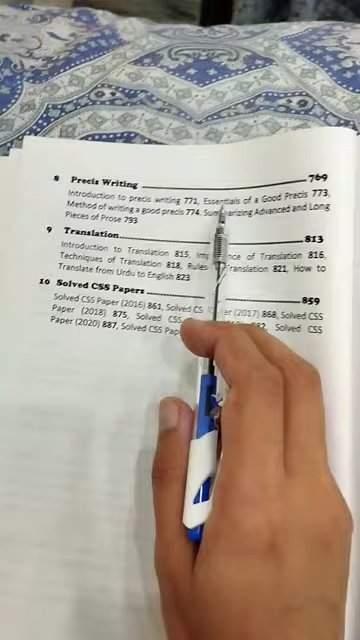 8 Precis Writing 769
Introduction to precis writing 771, Essentials of a Good Precis 773,
Method of writing a good precis 774, Summarizing Advanced and Long
Pieces of Prose 793
9 Translation 813
Introduction to Translation 815, of Translation 816,
Techniques of Translation 818, Rules Translation 821, How to
Translate from Urdu to English 823
10 Solved CSS Papers 859
Solved CSS Paper (2016) 861, Solved (2017) 868, Solved CSS
Paper (2018) 875, Solved CSS 882, Solved CSS
Paper (2020) 887, Solved CSS